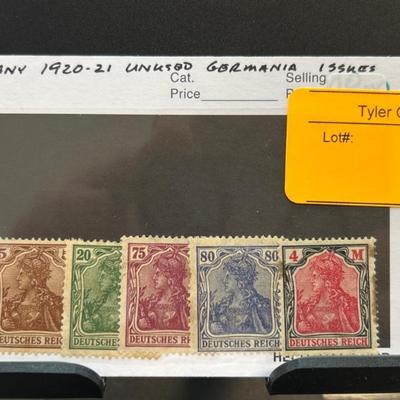 ANY 1920-21 UNUSED GERMANIA ISSUES
Cat.
Price
Selling
Tyler
Lot#:
5
20
75
80 80
4 M
DEUTSCHES REICH
DEUTSCHES
DEUTSCHES REICH
DEUTSCHES REICH
DEUTSCHES REICH